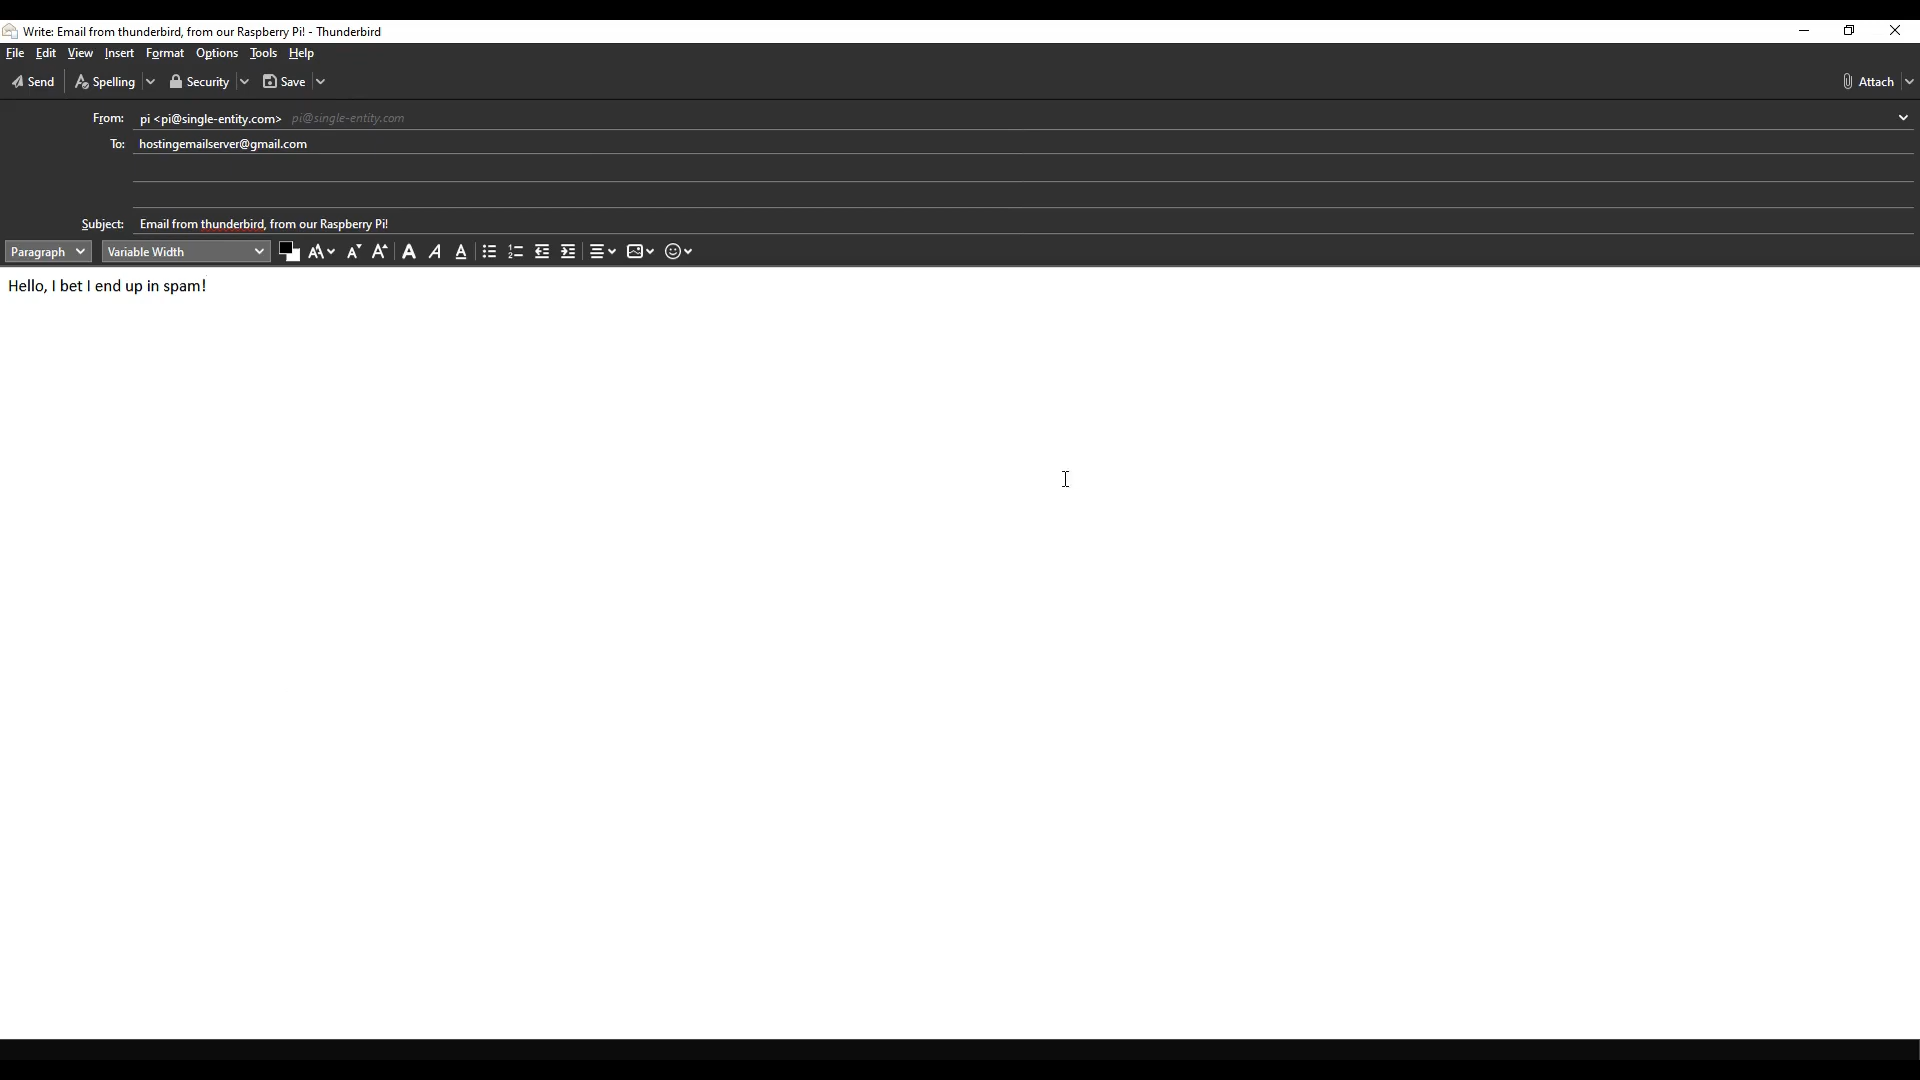 Write: Email from thunderbird, from our Raspberry Pi! - Thunderbird
File Edit View Insert Format Options Tools Help
Send Spelling Security Save Attach
From: pi <pi@single-entity.com> pi@single-entity.com
To: hostingemailserver@gmail.com
Subject: Email from thunderbird, from our Raspberry Pi!
Paragraph Variable Width
Hello, I bet I end up in spam!